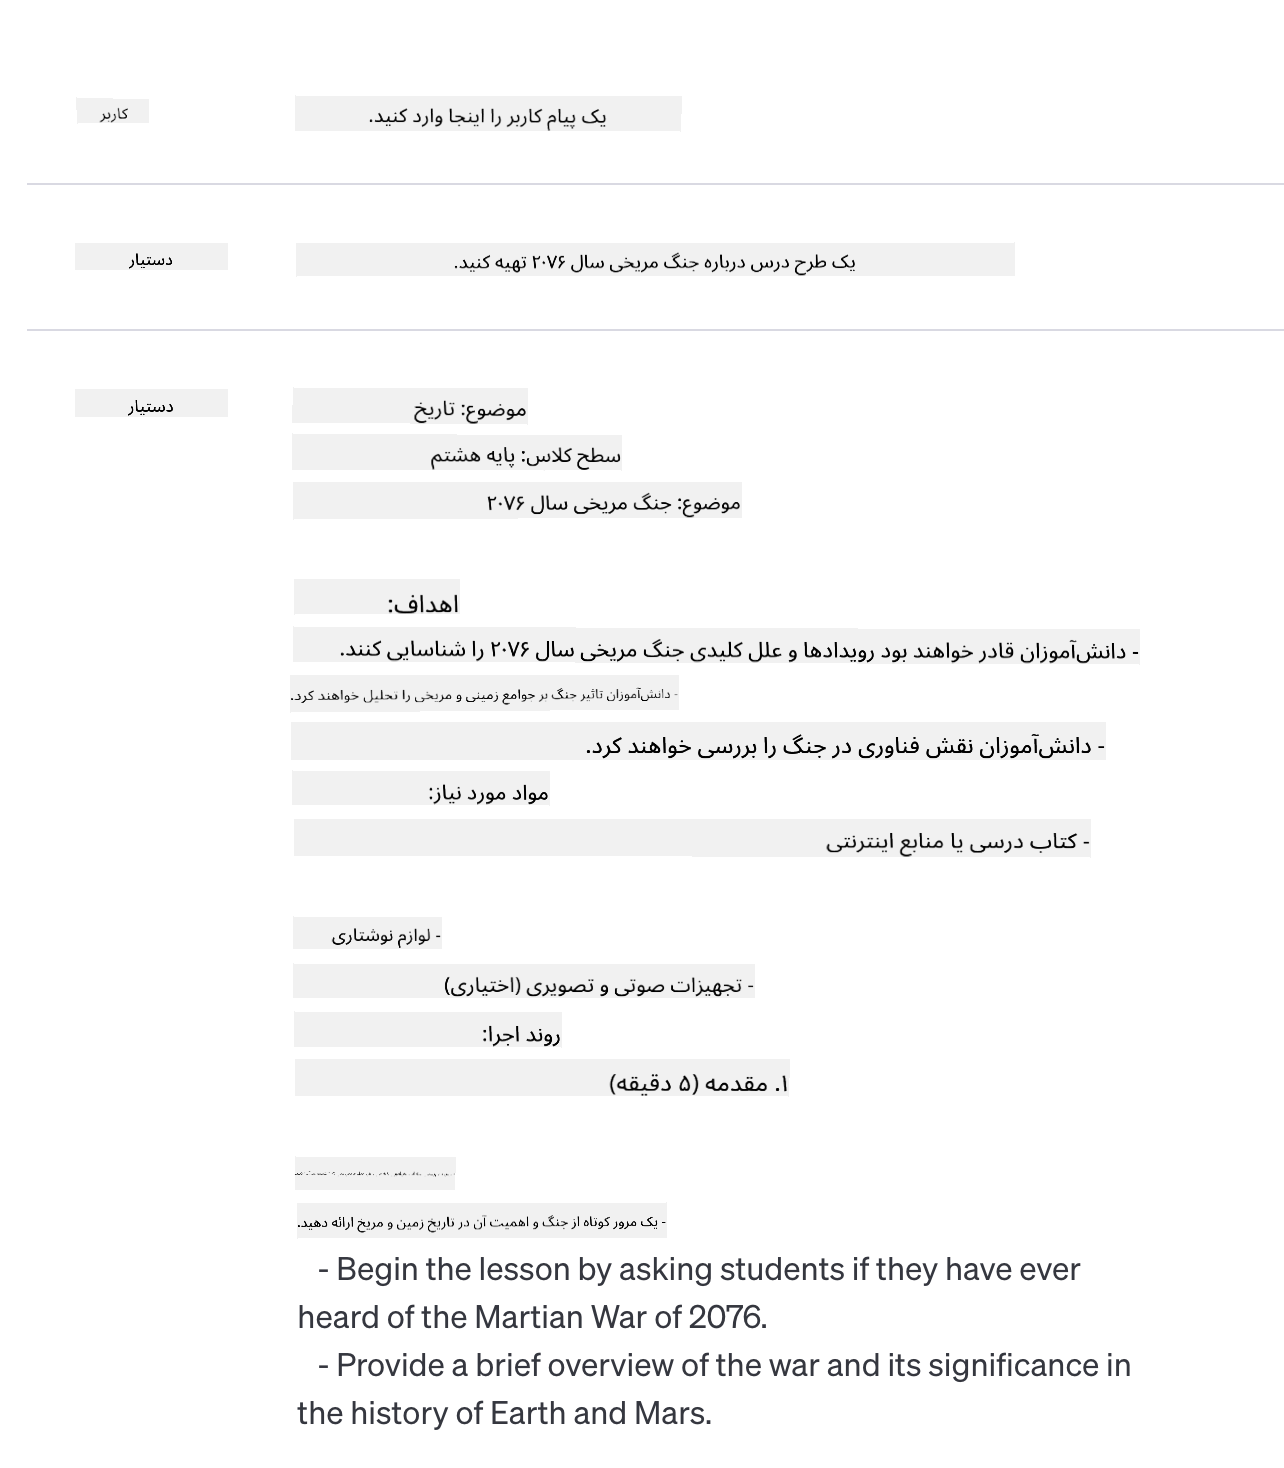 کاربر
یک پیام کاربر را اینجا وارد کنید.
دستیار
یک طرح درس درباره جنگ مریخی سال ۲۰۷۶ تهیه کنید.
دستیار
موضوع: تاریخ
سطح کلاس: پایه هشتم
موضوع: جنگ مریخی سال ۲۰۷۶
اهداف:
- دانش‌آموزان قادر خواهند بود رویدادها و علل کلیدی جنگ مریخی سال ۲۰۷۶ را شناسایی کنند.
- دانش‌آموزان تاثیر جنگ بر جوامع زمینی و مریخی را تحلیل خواهند کرد.
- دانش‌آموزان نقش فناوری در جنگ را بررسی خواهند کرد.
مواد مورد نیاز:
- کتاب درسی یا منابع اینترنتی
- لوازم نوشتاری
- تجهیزات صوتی و تصویری (اختیاری)
روند اجرا:
۱. مقدمه (۵ دقیقه)
- یک مرور کوتاه از جنگ و اهمیت آن در تاریخ زمین و مریخ ارائه دهید.
- Begin the lesson by asking students if they have ever
heard of the Martian War of 2076.
- Provide a brief overview of the war and its significance in
the history of Earth and Mars.